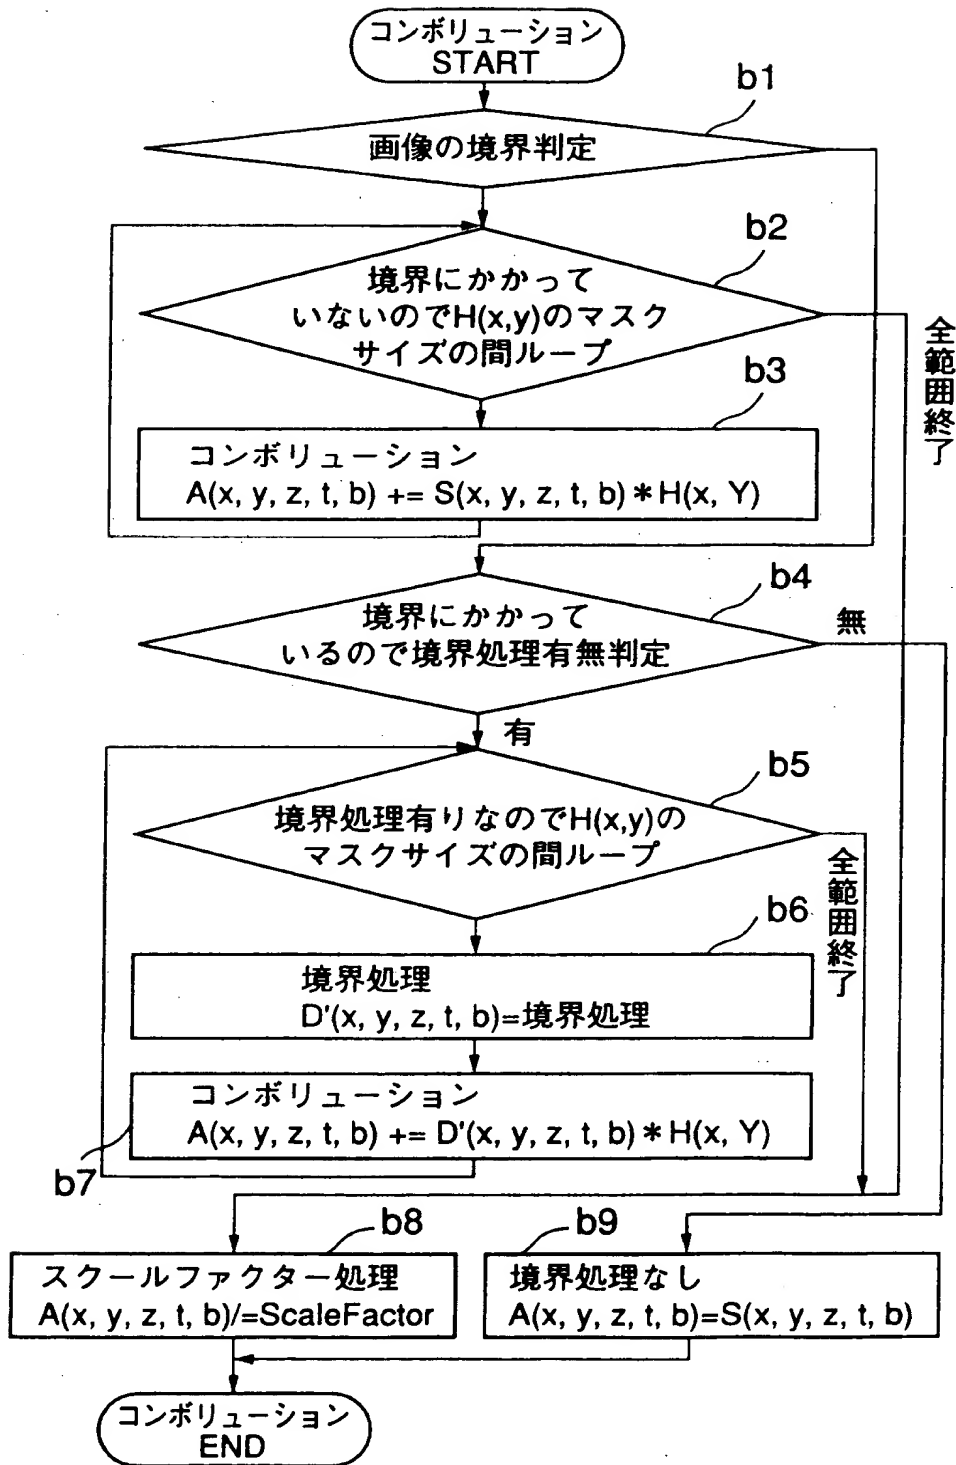 コンボリューション
START
b1
画像の境界判定
b2
境界にかかって
いないのでH(x,y)のマスク
サイズの間ループ
全範囲終了
b3
コンボリューション
A(x, y, z, t, b) += S(x, y, z, t, b)*H(x, Y)
b4
境界にかかって
いるので境界処理有無判定
無
有
b5
境界処理有りなのでH(x,y)の
マスクサイズの間ループ
全範囲終了
b6
境界処理
D'(x, y, z, t, b)=境界処理
コンボリューション
A(x, y, z, t, b) += D'(x, y, z, t, b)*H(x, Y)
b7
b8
スクールファクター処理
A(x, y, z, t, b)/=ScaleFactor
b9
境界処理なし
A(x, y, z, t, b)=S(x, y, z, t, b)
コンボリューション
END